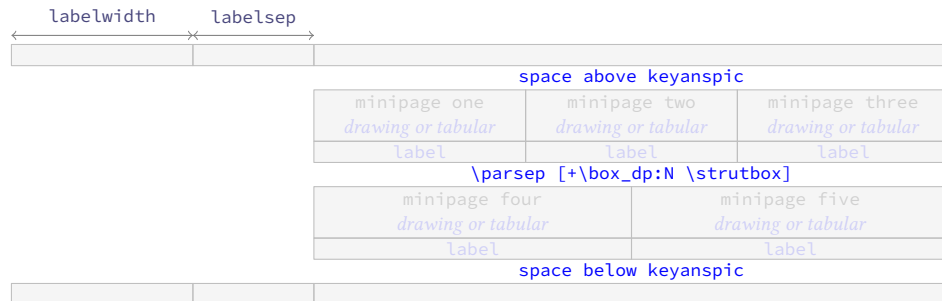 labelwidth labelsep
space above keyanspic
minipage one minipage two minipage three
drawing or tabular drawing or tabular drawing or tabular
label label label
\parsep [+\box_dp:N \strutbox]
minipage four minipage five
drawing or tabular drawing or tabular
label label
space below keyanspic